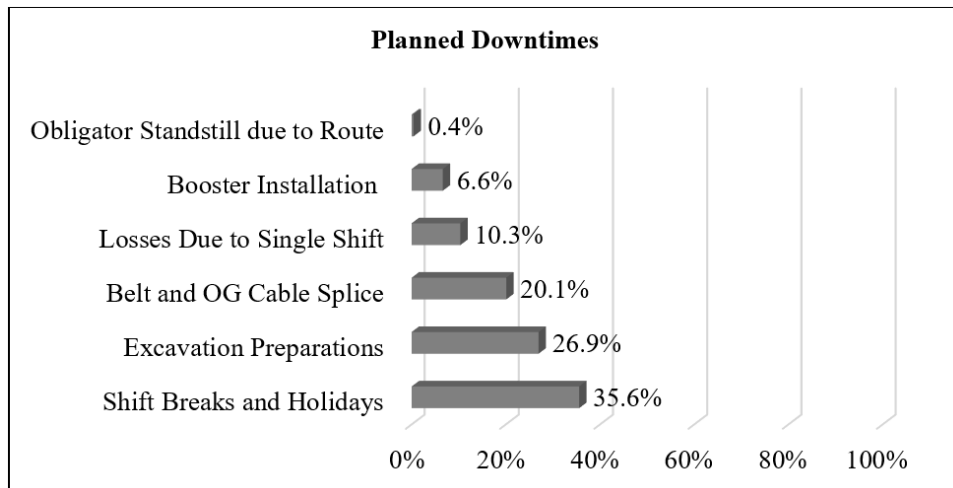 Planned Downtimes
Obligator Standstill due to Route 0.4%
Booster Installation 6.6%
Losses Due to Single Shift 10.3%
Belt and OG Cable Splice 20.1%
Excavation Preparations 26.9%
Shift Breaks and Holidays 35.6%
0% 20% 40% 60% 80% 100%